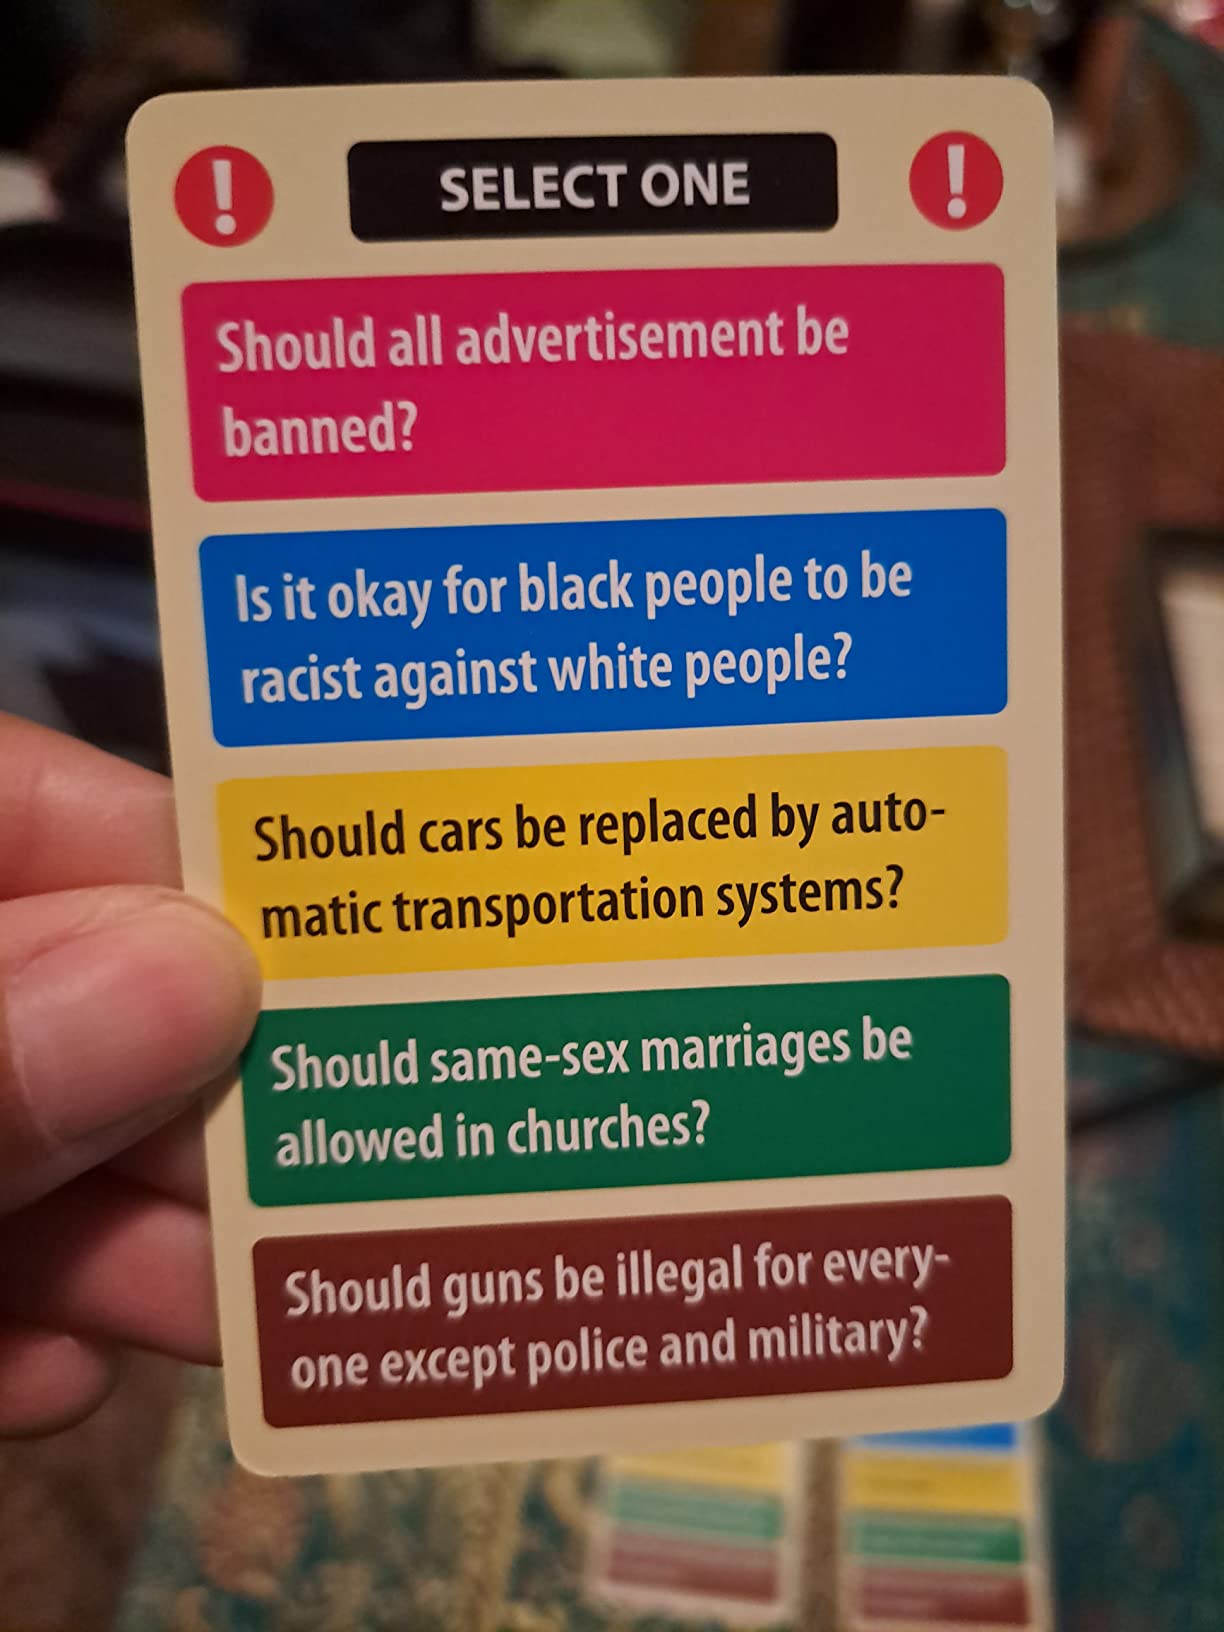 !
SELECT ONE
!
Should all advertisement be
banned?
Is it okay for black people to be
racist against white people?
Should cars be replaced by auto-
matic transportation systems?
Should same-sex marriages be
allowed in churches?
Should guns be illegal for every-
one except police and military?